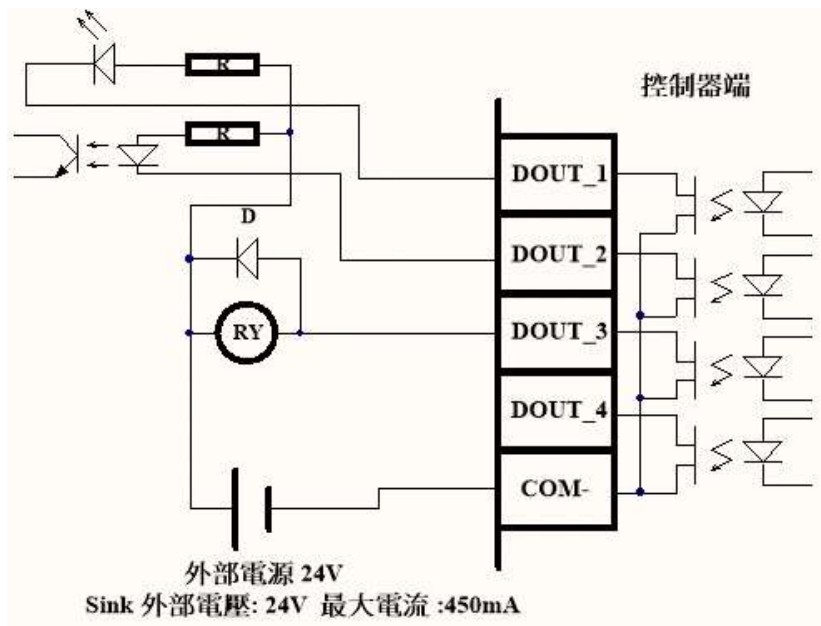 R
控制器端
R
DOUT_1
D
DOUT_2
RY
DOUT_3
DOUT_4
COM-
外部電源 24V
Sink 外部電壓: 24V 最大電流 :450mA